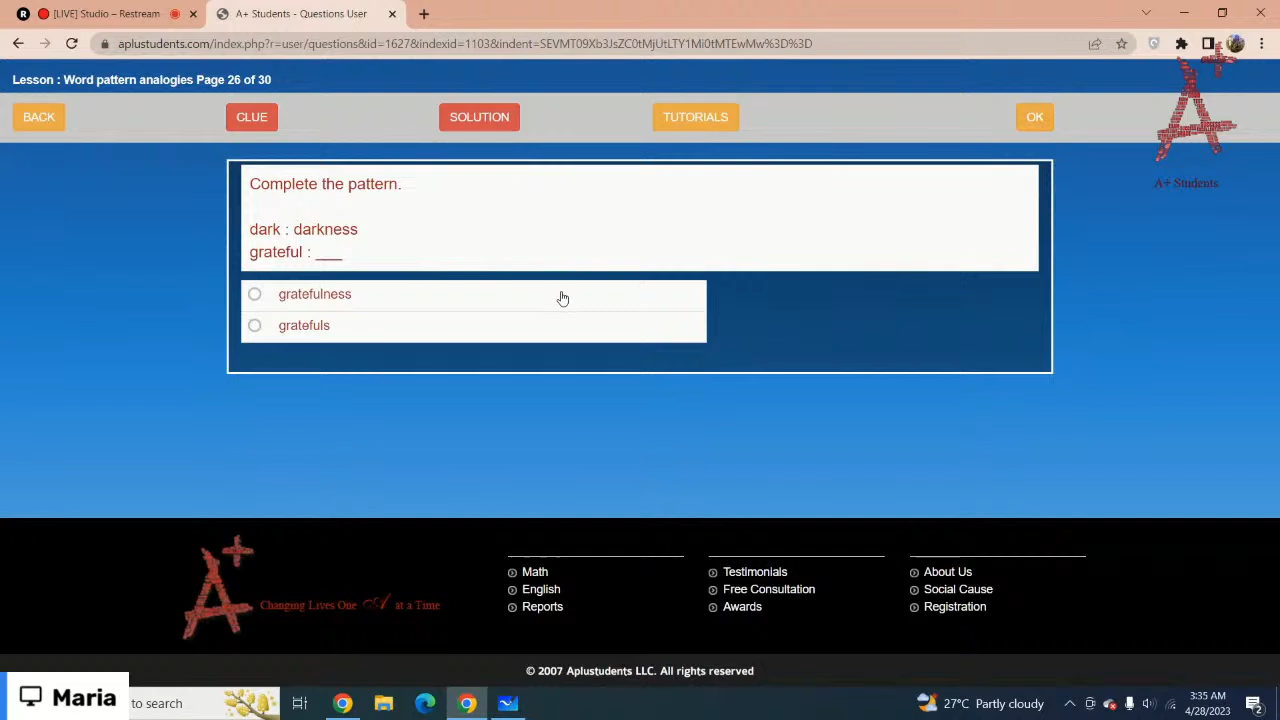 [LIVE] Studio – Restream
A+ Students - Questions User
aplustudents.com/index.php?r=user/questions&id=1627&indexid=1103&indent=SEVMT09Xb3JsZC0tMjUtLTY1Mi0tMTEwMw%3D%3D
Lesson : Word pattern analogies Page 26 of 30
BACK
CLUE
SOLUTION
TUTORIALS
OK
A+
A+ Students
Complete the pattern.
dark : darkness
grateful : ___
gratefulness
gratefuls
A+
Changing Lives One A at a Time
Math
English
Reports
Testimonials
Free Consultation
Awards
About Us
Social Cause
Registration
© 2007 Aplustudents LLC. All rights reserved
Maria
to search
27°C Partly cloudy
3:35 AM
4/28/2023
2